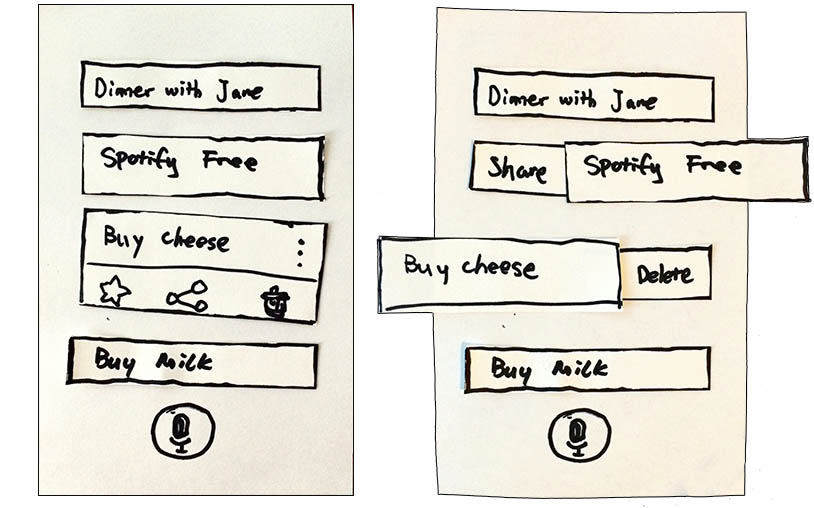 Dinner with Jane
Spotify Free
Buy cheese
Buy Milk
Dinner with Jane
Share
Spotify Free
Buy cheese
Delete
Buy Milk